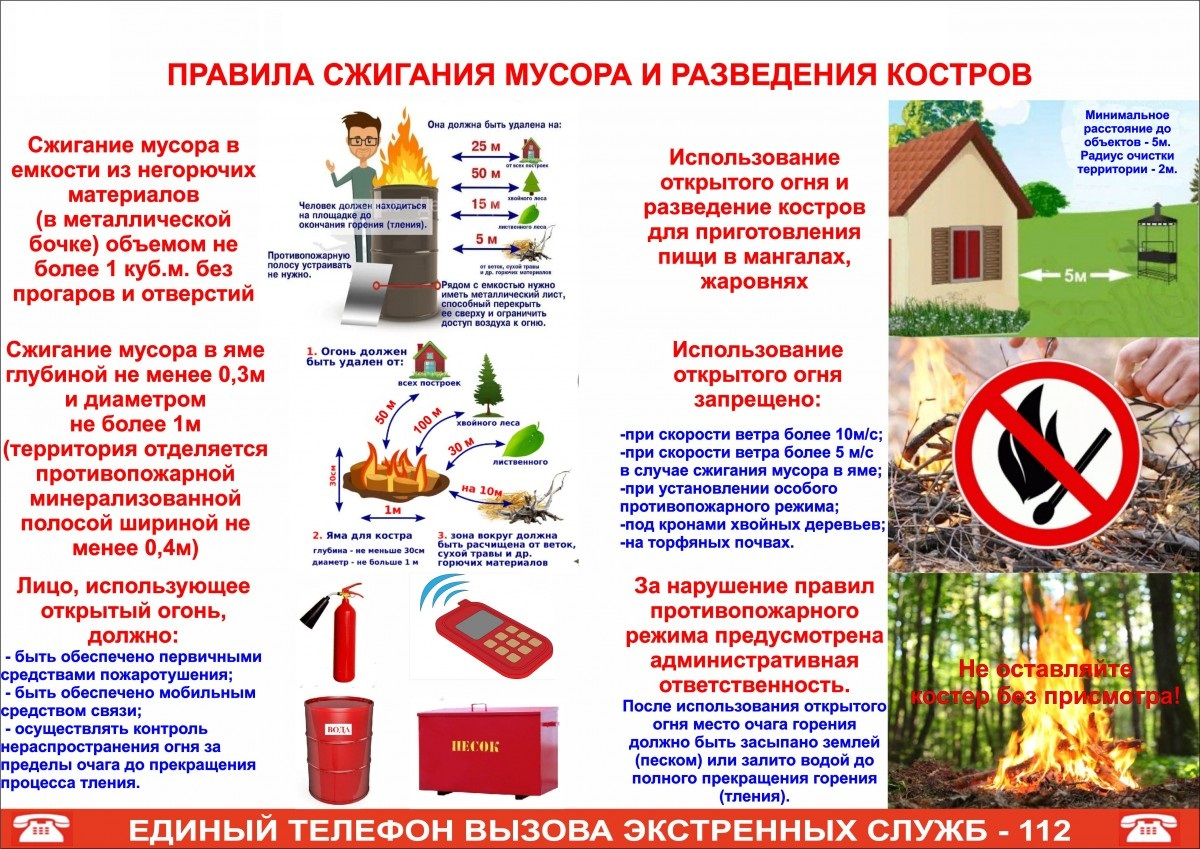 ПРАВИЛА СЖИГАНИЯ МУСОРА И РАЗВЕДЕНИЯ КОСТРОВ
Сжигание мусора в
емкости из негорючих
материалов
(в металлической
бочке) объемом не
более 1 куб.м. без
прогаров и отверстий
Она должна быть удалена на:
25 м
от всех построек
50 м
хвойного леса
15 м
лиственного леса
5 м
от веток, сухой травы
и др. горючих материалов
Человек должен находиться
на площадке до
окончания горения (тления).
Противопожарную
полосу устраивать
не нужно.
Рядом с емкостью нужно
иметь металлический лист,
способный перекрыть
ее сверху и ограничить
доступ воздуха к огню.
Использование
открытого огня и
разведение костров
для приготовления
пищи в мангалах,
жаровнях
Минимальное
расстояние до
объектов - 5м.
Радиус очистки
территории - 2м.
5м
Сжигание мусора в яме
глубиной не менее 0,3м
и диаметром
не более 1м
(территория отделяется
противопожарной
минерализованной
полосой шириной не
менее 0,4м)
1. Огонь должен
быть удален от:
всех построек
50 м
100 м
хвойного леса
30 м
лиственного
30см
на 10м
1м
2. Яма для костра
глубина - не меньше 30см
диаметр - не больше 1 м
3. зона вокруг должна
быть расчищена от веток,
сухой травы и др.
горючих материалов
Использование
открытого огня
запрещено:
-при скорости ветра более 10м/с;
-при скорости ветра более 5 м/с
в случае сжигания мусора в яме;
-при установлении особого
противопожарного режима;
-под кронами хвойных деревьев;
-на торфяных почвах.
Лицо, использующее
открытый огонь,
должно:
- быть обеспечено первичными
средствами пожаротушения;
- быть обеспечено мобильным
средством связи;
- осуществлять контроль
нераспространения огня за
пределы очага до прекращения
процесса тления.
ВОДА
ПЕСОК
За нарушение правил
противопожарного
режима предусмотрена
административная
ответственность.
После использования открытого
огня место очага горения
должно быть засыпано землей
(песком) или залито водой до
полного прекращения горения
(тления).
Не оставляйте
костер без присмотра!
ЕДИНЫЙ ТЕЛЕФОН ВЫЗОВА ЭКСТРЕННЫХ СЛУЖБ - 112